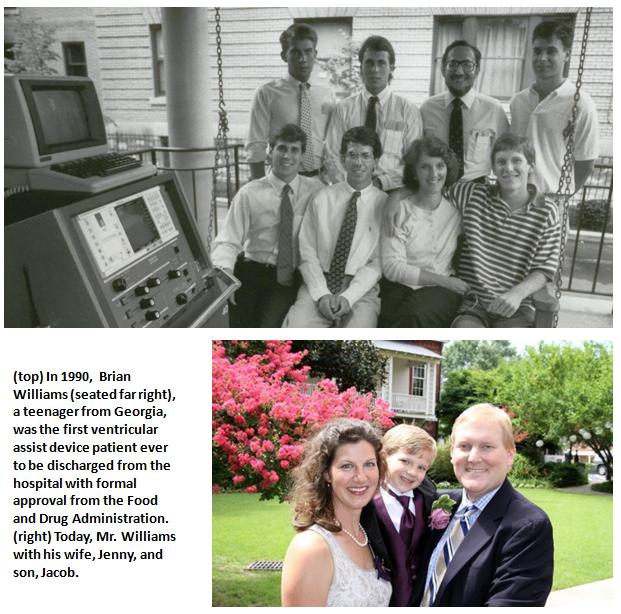 (top) In 1990,  Brian
Williams (seated far right),
a teenager from Georgia,
was the first ventricular
assist device patient ever
to be discharged from the
hospital with formal
approval from the Food
and Drug Administration.
(right) Today, Mr. Williams
with his wife, Jenny, and
son, Jacob.